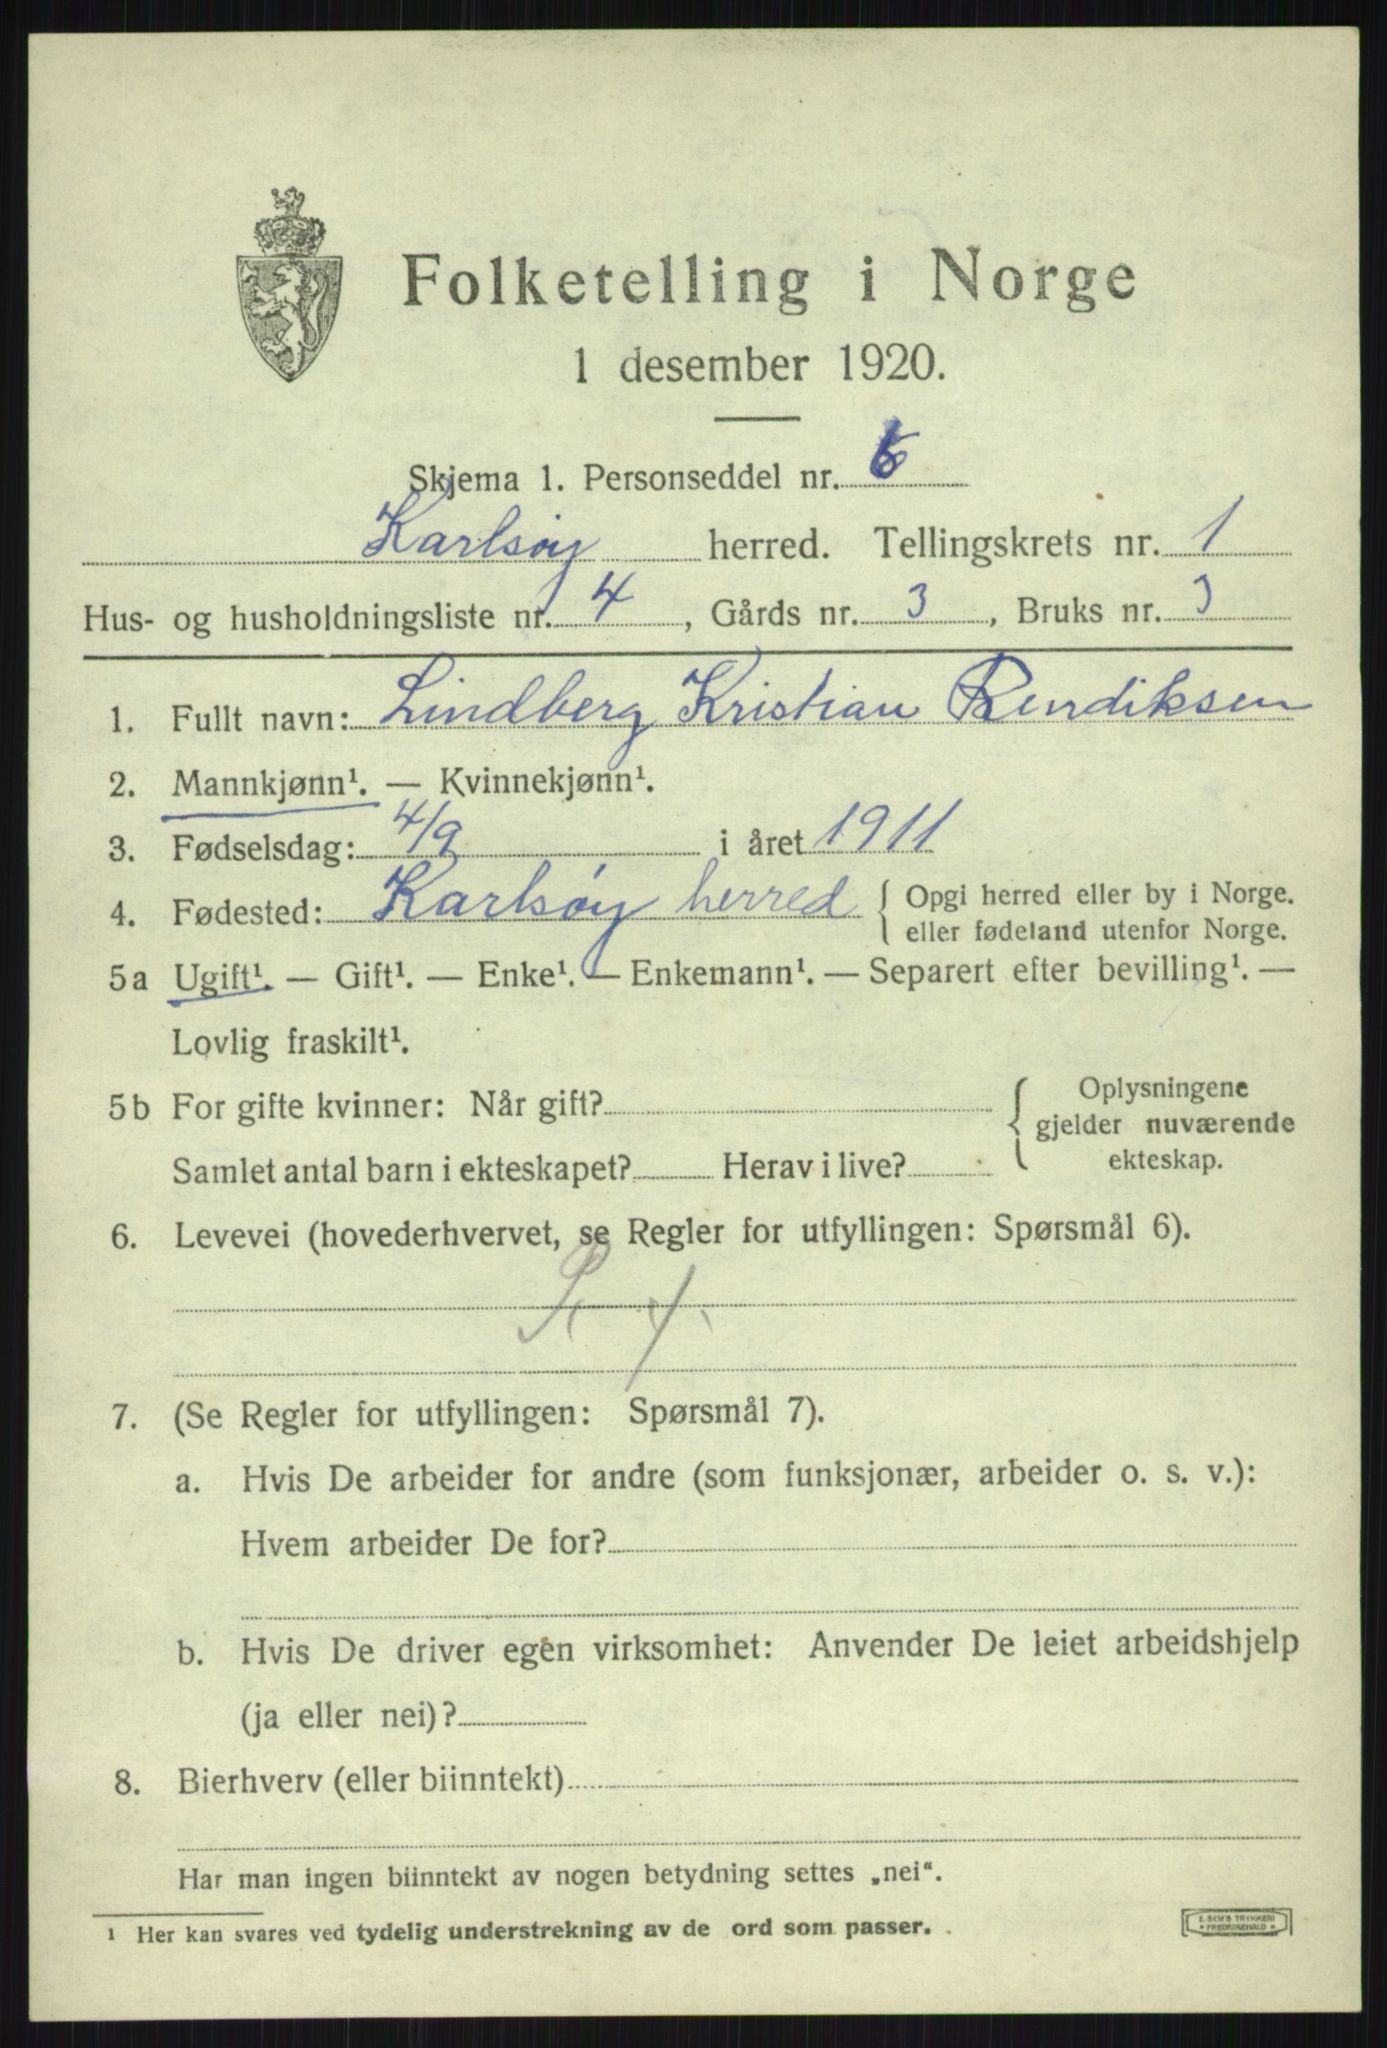 Folketelling i Norge
1 desember 1920.
Skjema 1. Personseddel nr.
Karlsøy herred. Tellingskrets nr. 1
Hus- og husholdningsliste nr. 4, Gårds nr. 3, Bruks nr. 3
1. Fullt navn: Lindberg Kristian Bendiksen
2. Mannkjønn¹. — Kvinnekjønn¹.
3. Fødselsdag: 4/9 i året 1911
4. Fødested: Karlsøy herred { Opgi herred eller by i Norge.
eller fødeland utenfor Norge.
5a Ugift¹. — Gift¹. — Enke¹. — Enkemann¹. — Separert efter bevilling¹. —
Lovlig fraskilt¹.
5b For gifte kvinner: Når gift?
Samlet antal barn i ekteskapet? Herav i live?
{ Oplysningene
gjelder nuværende
ekteskap.
6. Levevei (hovederhvervet, se Regler for utfyllingen: Spørsmål 6).
7. (Se Regler for utfyllingen: Spørsmål 7).
a. Hvis De arbeider for andre (som funksjonær, arbeider o. s. v.):
Hvem arbeider De for?
b. Hvis De driver egen virksomhet: Anvender De leiet arbeidshjelp
(ja eller nei)?
8. Bierhverv (eller biinntekt)
Har man ingen biinntekt av nogen betydning settes „nei“.
¹ Her kan svares ved tydelig understrekning av de ord som passer.
E. SEM'S TRYKKERI
FREDRIKSHALD